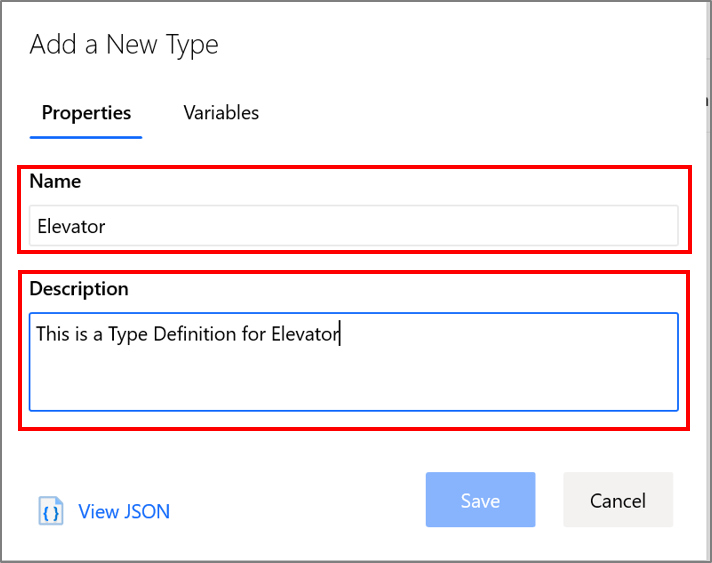 Add a New Type
Properties Variables
Name
Elevator
Description
This is a Type Definition for Elevator
{ } View JSON
Save Cancel